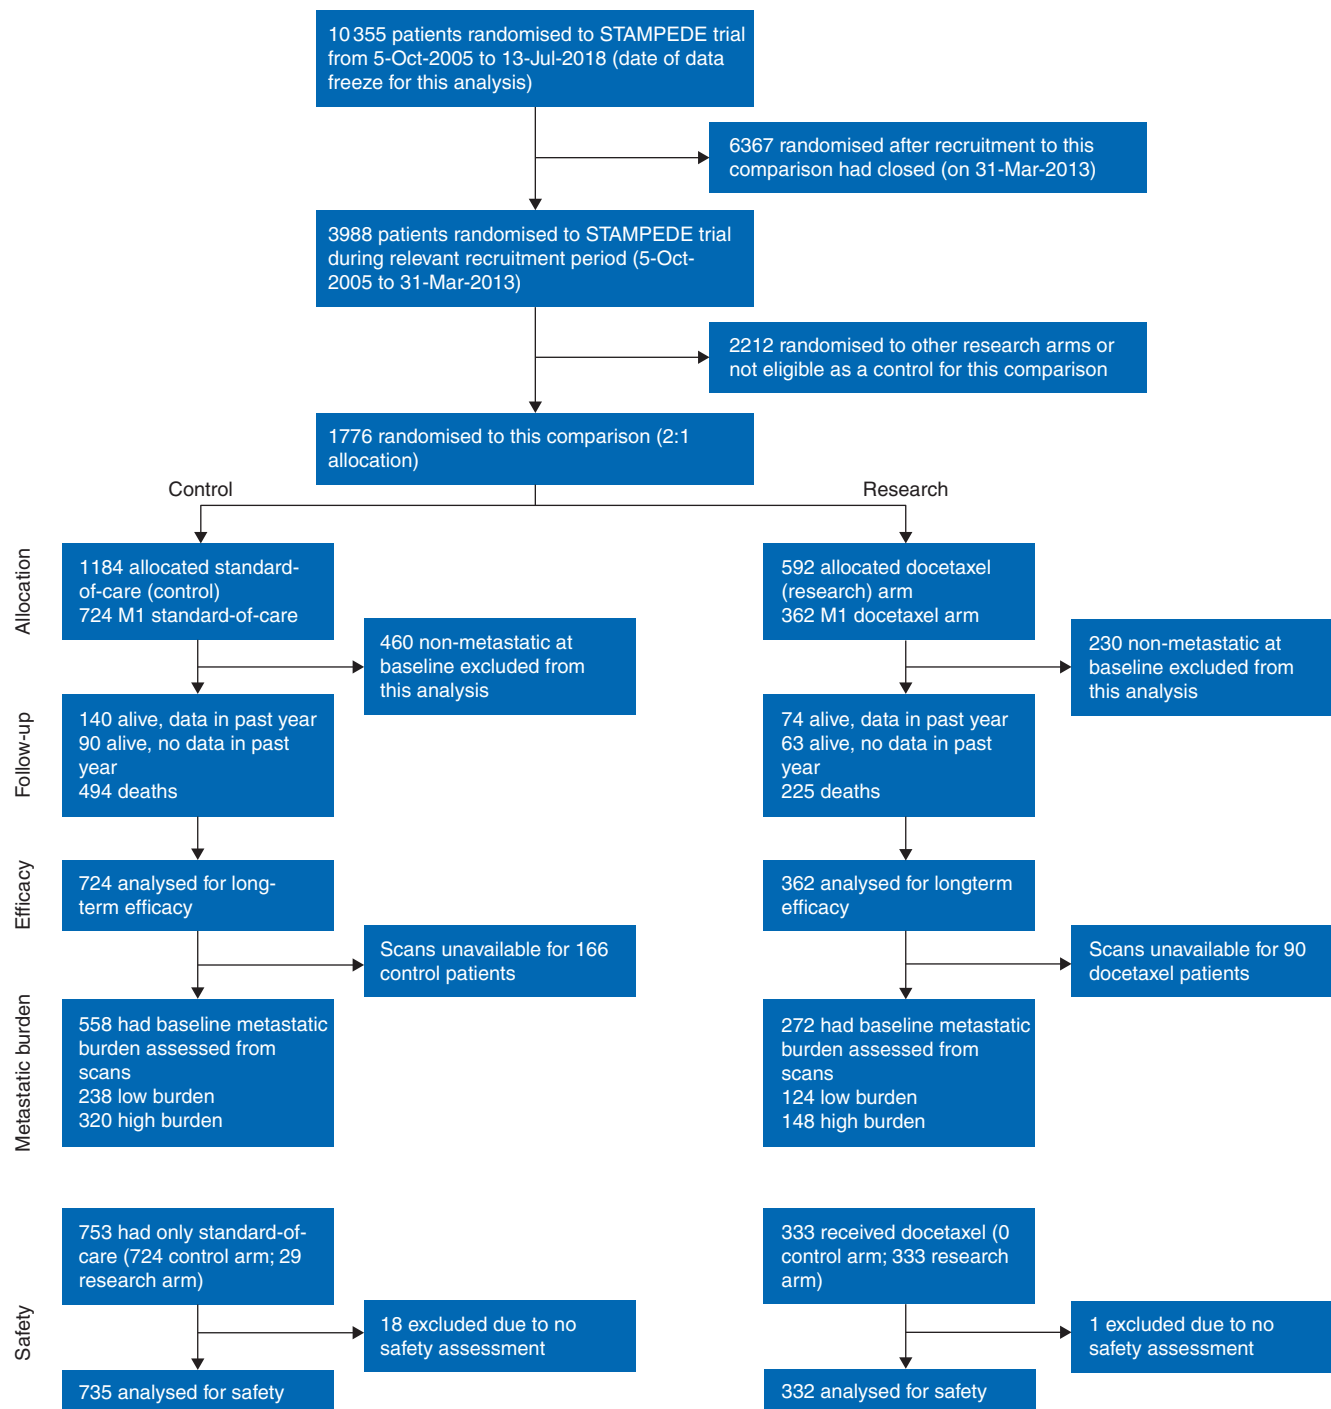 10 355 patients randomised to STAMPEDE trial
from 5-Oct-2005 to 13-Jul-2018 (date of data
freeze for this analysis)
6367 randomised after recruitment to this
comparison had closed (on 31-Mar-2013)
3988 patients randomised to STAMPEDE trial
during relevant recruitment period (5-Oct-
2005 to 31-Mar-2013)
2212 randomised to other research arms or
not eligible as a control for this comparison
1776 randomised to this comparison (2:1
allocation)
Control
Research
Allocation
1184 allocated standard-
of-care (control)
724 M1 standard-of-care
592 allocated docetaxel
(research) arm
362 M1 docetaxel arm
460 non-metastatic at
baseline excluded from
this analysis
230 non-metastatic at
baseline excluded from
this analysis
Follow-up
140 alive, data in past year
90 alive, no data in past
year
494 deaths
74 alive, data in past year
63 alive, no data in past
year
225 deaths
Efficacy
724 analysed for long-
term efficacy
362 analysed for longterm
efficacy
Scans unavailable for 166
control patients
Scans unavailable for 90
docetaxel patients
Metastatic burden
558 had baseline metastatic
burden assessed from
scans
238 low burden
320 high burden
272 had baseline metastatic
burden assessed from
scans
124 low burden
148 high burden
Safety
753 had only standard-of-
care (724 control arm; 29
research arm)
333 received docetaxel (0
control arm; 333 research
arm)
18 excluded due to no
safety assessment
1 excluded due to no
safety assessment
735 analysed for safety
332 analysed for safety